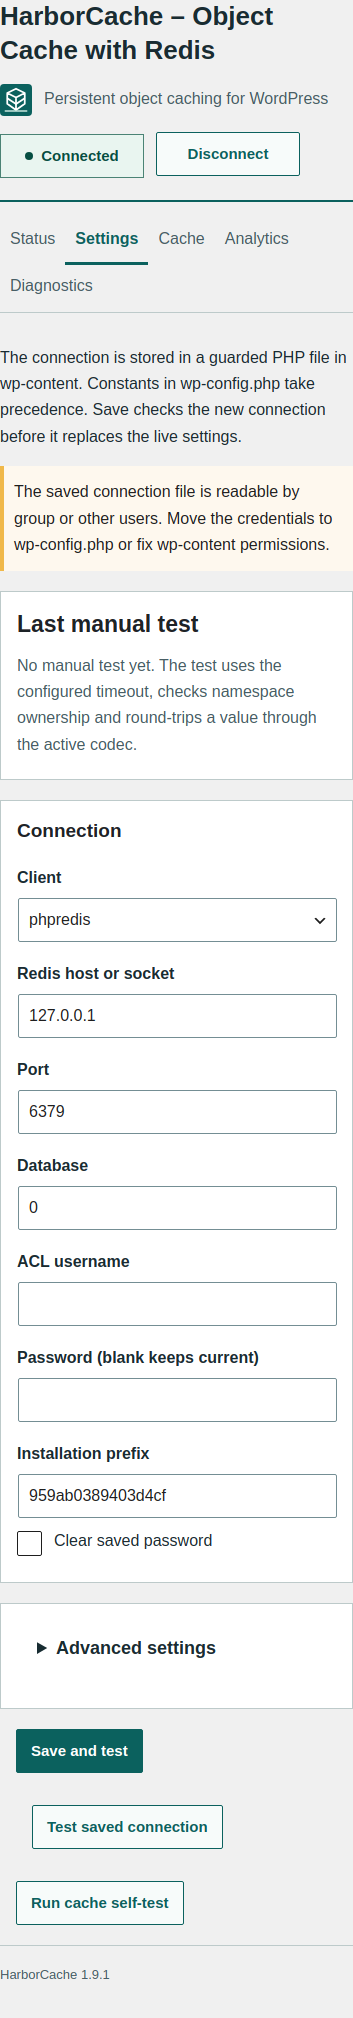 HarborCache – Object
Cache with Redis
Persistent object caching for WordPress
Connected
Disconnect
Status Settings Cache Analytics
Diagnostics
The connection is stored in a guarded PHP file in
wp-content. Constants in wp-config.php take
precedence. Save checks the new connection
before it replaces the live settings.
The saved connection file is readable by
group or other users. Move the credentials to
wp-config.php or fix wp-content permissions.
Last manual test
No manual test yet. The test uses the
configured timeout, checks namespace
ownership and round-trips a value through
the active codec.
Connection
Client
phpredis
Redis host or socket
127.0.0.1
Port
6379
Database
0
ACL username
Password (blank keeps current)
Installation prefix
959ab0389403d4cf
Clear saved password
Advanced settings
Save and test
Test saved connection
Run cache self-test
HarborCache 1.9.1